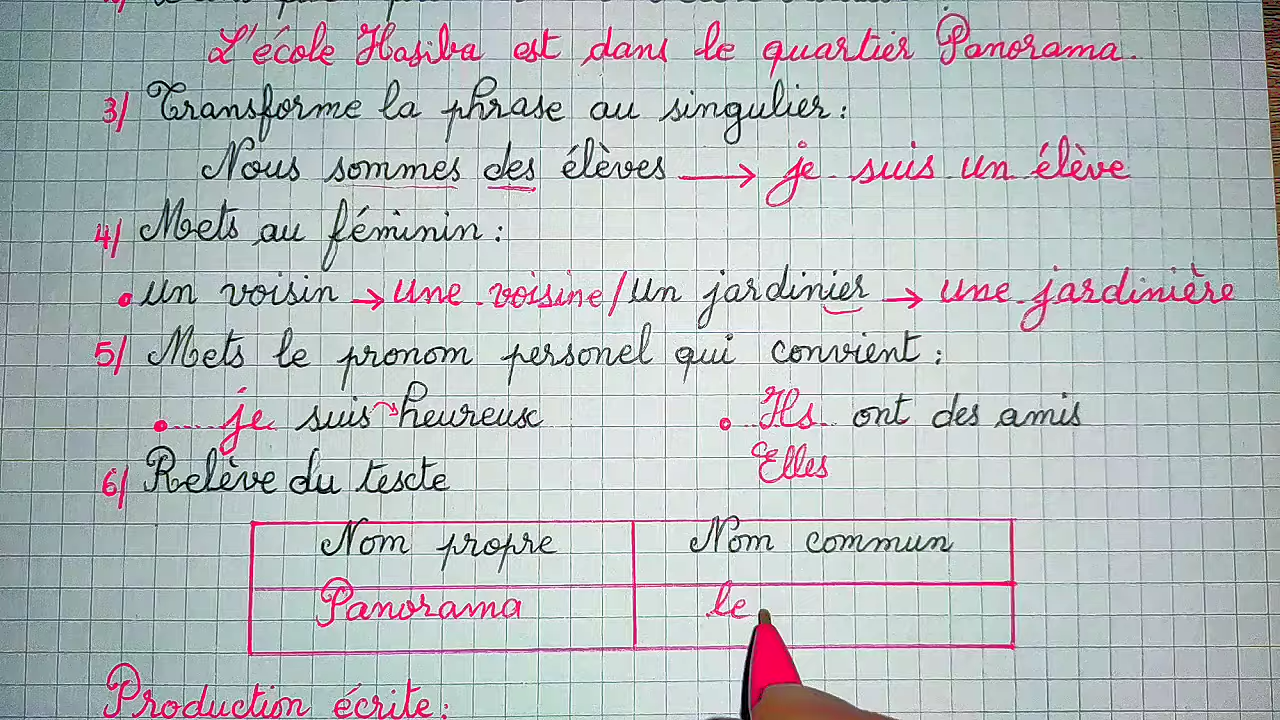 L'école Hasiba est dans le quartier Panorama.
3/ Transforme la phrase au singulier :
Nous sommes des élèves → je suis un élève
4/ Mets au féminin :
• un voisin → une voisine / un jardinier → une jardinière
5/ Mets le pronom personel qui convient :
• ..... je. suis heureux • .. Ils... ont des amis
Elles
6/ Relève du texte
Nom propre Nom commun
Panorama le
Production écrite :